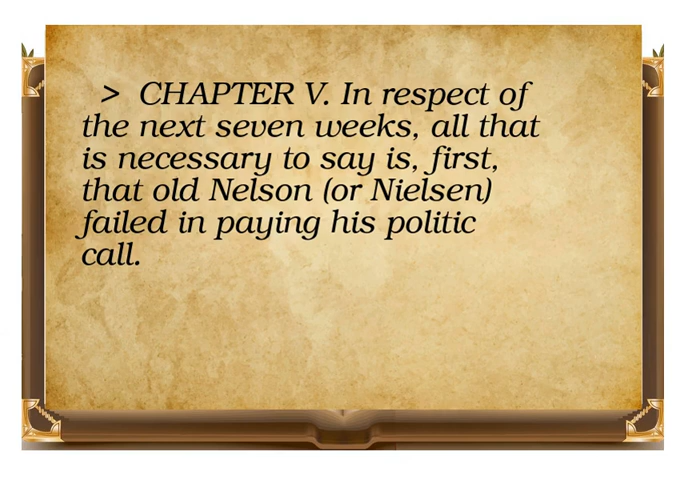 > CHAPTER V. In respect of
the next seven weeks, all that
is necessary to say is, first,
that old Nelson (or Nielsen)
failed in paying his politic
call.